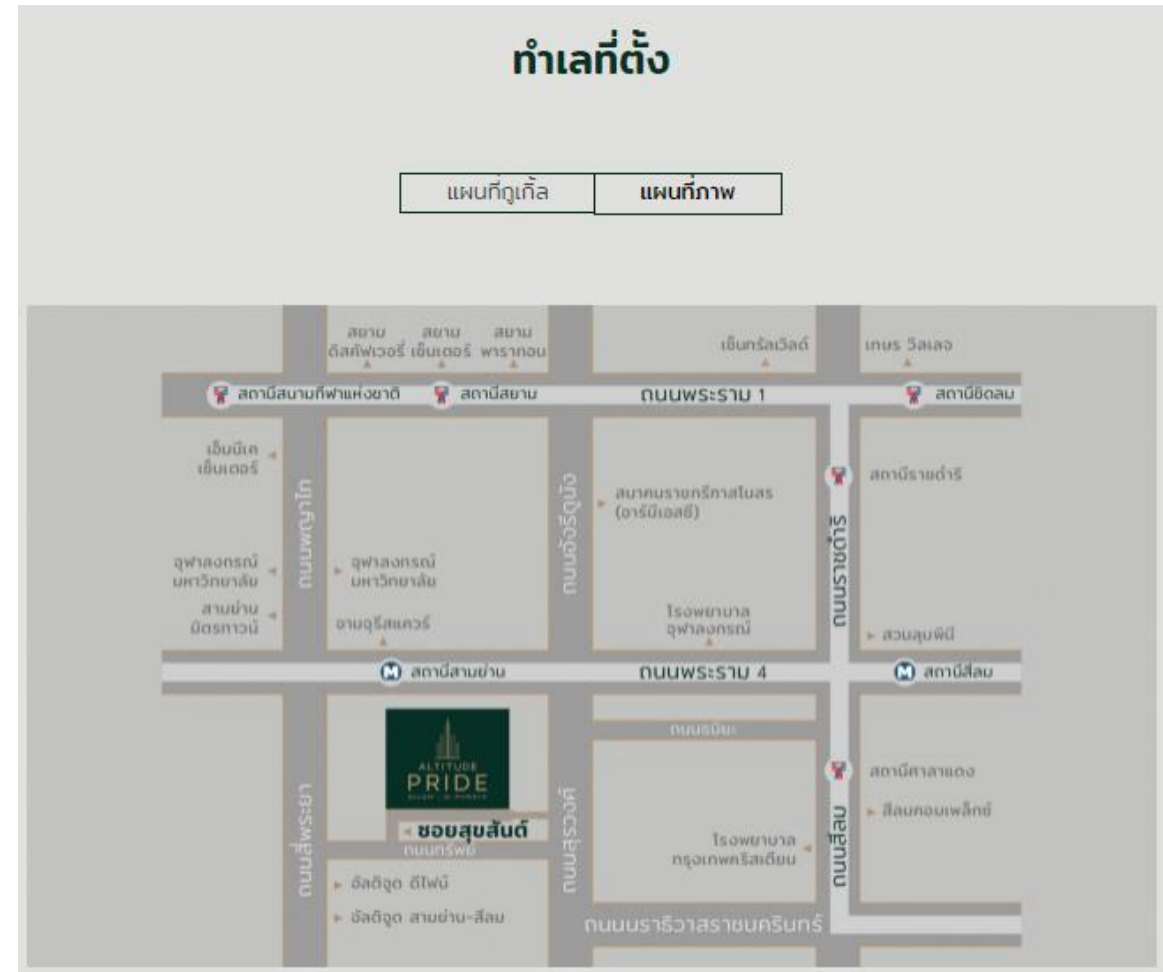 ทำเลที่ตั้ง
แผนที่กูเกิ้ล
แผนที่ภาพ
สยาม
ดิสคัฟเวอรี่
สยาม
เซ็นเตอร์
สยาม
พารากอน
เซ็นทรัลเวิลด์
เกษร วิลเลจ
สถานีสนามกีฬาแห่งชาติ
สถานีสยาม
ถนนพระราม 1
สถานีชิดลม
เอ็มบีเค
เซ็นเตอร์
ถนนพญาไท
ถนนอังรีดูนัง
สมาคมราชกรีฑาสโมสร
(อาร์บีเอสซี)
สถานีราชดำริ
ถนนราชดำริ
จุฬาลงกรณ์
มหาวิทยาลัย
จุฬาลงกรณ์
มหาวิทยาลัย
สามย่าน
มิตรทาวน์
จามจุรีสแควร์
โรงพยาบาล
จุฬาลงกรณ์
สวนลุมพินี
สถานีสามย่าน
ถนนพระราม 4
สถานีสีลม
ถนนธนิยะ
ALTITUDE
PRIDE
สถานีศาลาแดง
สีลมคอมเพล็กซ์
ถนนสี่พระยา
ซอยสุขสันต์
ถนนทรัพย์
ถนนสุรวงศ์
โรงพยาบาล
กรุงเทพคริสเตียน
ถนนสีลม
อัลติจูด ดีไฟน์
อัลติจูด สามย่าน-สีลม
ถนนนราธิวาสราชนครินทร์